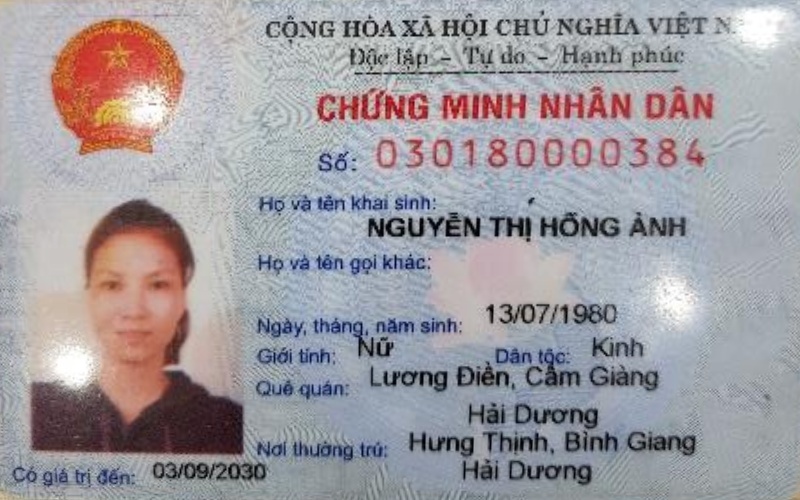 CỘNG HÒA XÃ HỘI CHỦ NGHĨA VIỆT
Độc lập - Tự do - Hạnh phúc
CHỨNG MINH NHÂN DÂN
Số: 030180000384
Họ và tên khai sinh:
NGUYỄN THỊ HỒNG ÁNH
Họ và tên gọi khác:
Ngày, tháng, năm sinh: 13/07/1980
Giới tính: Nữ Dân tộc: Kinh
Quê quán: Lương Điền, Cẩm Giàng
Hải Dương
Nơi thường trú: Hưng Thịnh, Bình Giang
Hải Dương
Có giá trị đến: 03/09/2030